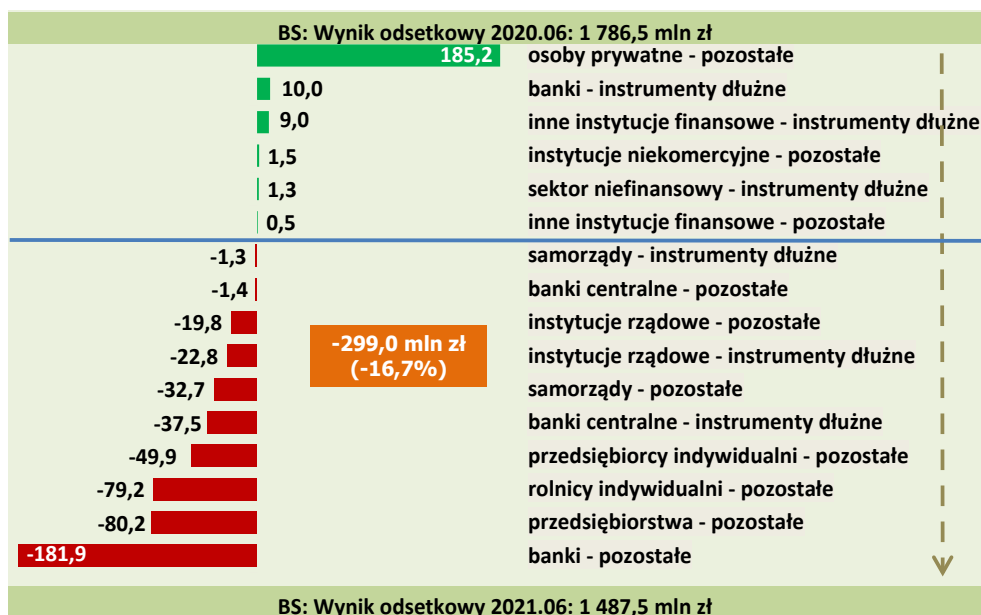 BS: Wynik odsetkowy 2020.06: 1 786,5 mln zł
185,2 osoby prywatne - pozostałe
10,0 banki - instrumenty dłużne
9,0 inne instytucje finansowe - instrumenty dłużne
1,5 instytucje niekomercyjne - pozostałe
1,3 sektor niefinansowy - instrumenty dłużne
0,5 inne instytucje finansowe - pozostałe
-1,3 samorządy - instrumenty dłużne
-1,4 banki centralne - pozostałe
-19,8 instytucje rządowe - pozostałe
-22,8 instytucje rządowe - instrumenty dłużne
-32,7 samorządy - pozostałe
-37,5 banki centralne - instrumenty dłużne
-49,9 przedsiębiorcy indywidualni - pozostałe
-79,2 rolnicy indywidualni - pozostałe
-80,2 przedsiębiorstwa - pozostałe
-181,9 banki - pozostałe
-299,0 mln zł
(-16,7%)
BS: Wynik odsetkowy 2021.06: 1 487,5 mln zł